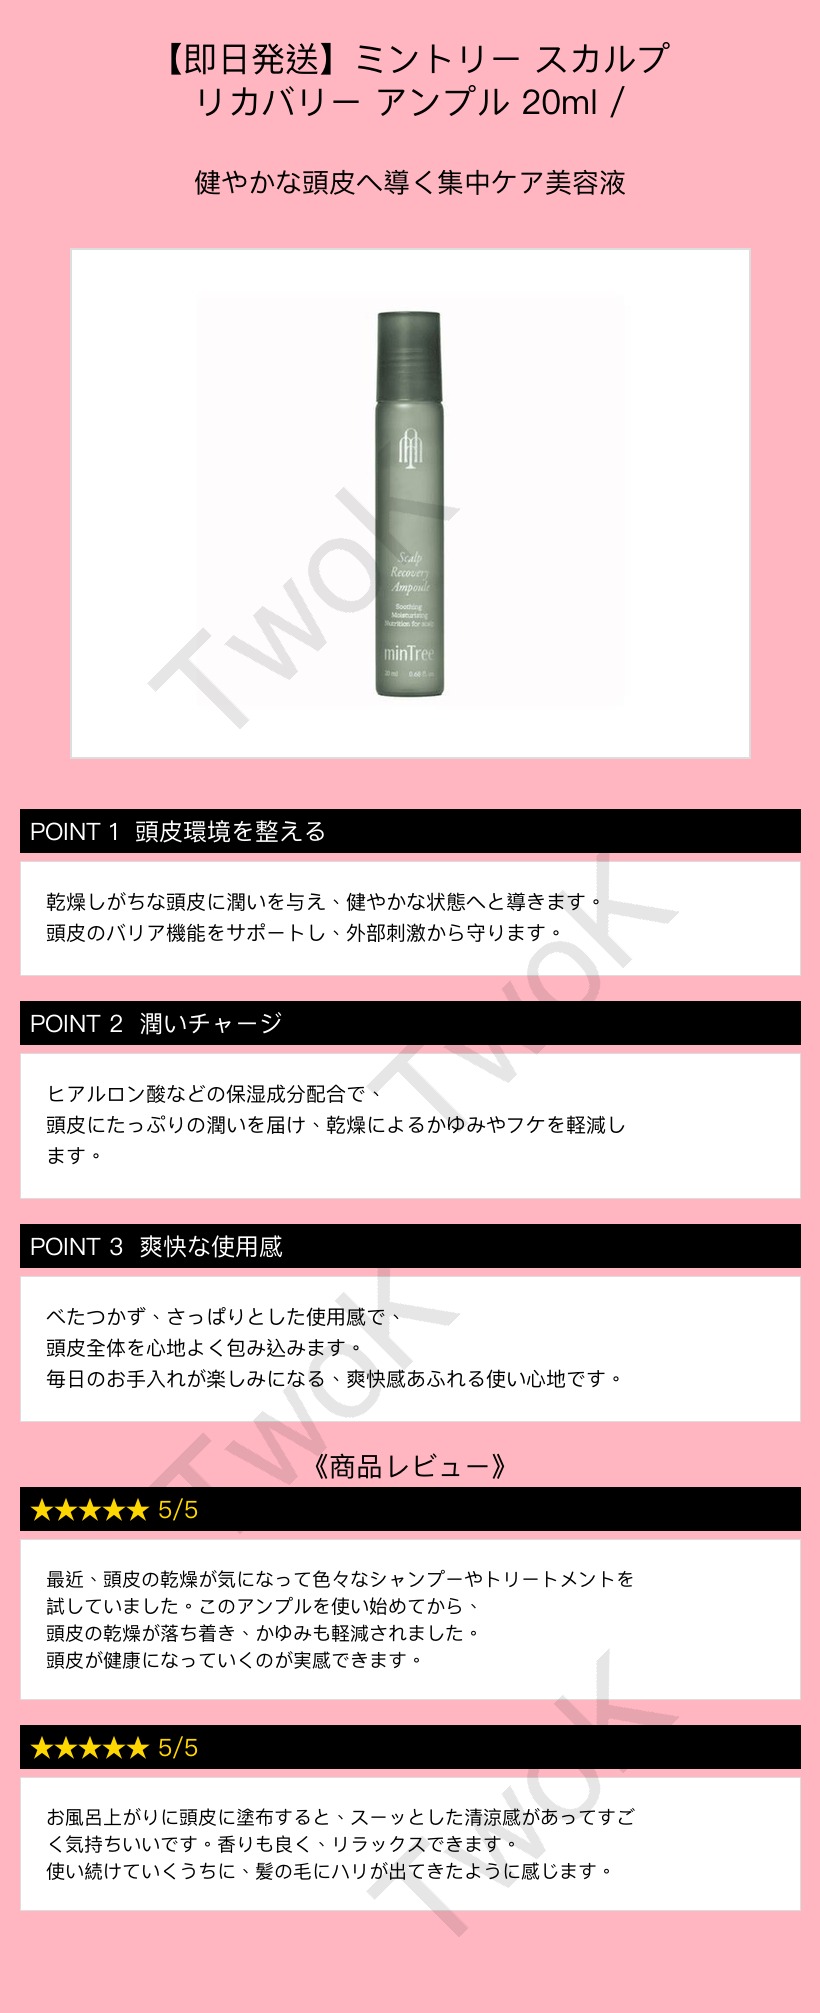 【即日発送】ミントリー スカルプ
リカバリー アンプル 20ml /
健やかな頭皮へ導く集中ケア美容液
Scalp
Recovery
Ampoule
Soothing
Moisturizing
Nutrition for scalp
minTree
20 ml 0.68 fl. oz
TwoK
POINT 1 頭皮環境を整える
乾燥しがちな頭皮に潤いを与え、健やかな状態へと導きます。
頭皮のバリア機能をサポートし、外部刺激から守ります。
TwoK
POINT 2 潤いチャージ
ヒアルロン酸などの保湿成分配合で、
頭皮にたっぷりの潤いを届け、乾燥によるかゆみやフケを軽減し
ます。
POINT 3 爽快な使用感
べたつかず、さっぱりとした使用感で、
頭皮全体を心地よく包み込みます。
毎日のお手入れが楽しみになる、爽快感あふれる使い心地です。
TwoK
《商品レビュー》
★★★★★ 5/5
最近、頭皮の乾燥が気になって色々なシャンプーやトリートメントを
試していました。このアンプルを使い始めてから、
頭皮の乾燥が落ち着き、かゆみも軽減されました。
頭皮が健康になっていくのが実感できます。
★★★★★ 5/5
お風呂上がりに頭皮に塗布すると、スーッとした清涼感があってすご
く気持ちいいです。香りも良く、リラックスできます。
使い続けていくうちに、髪の毛にハリが出てきたように感じます。
TwoK